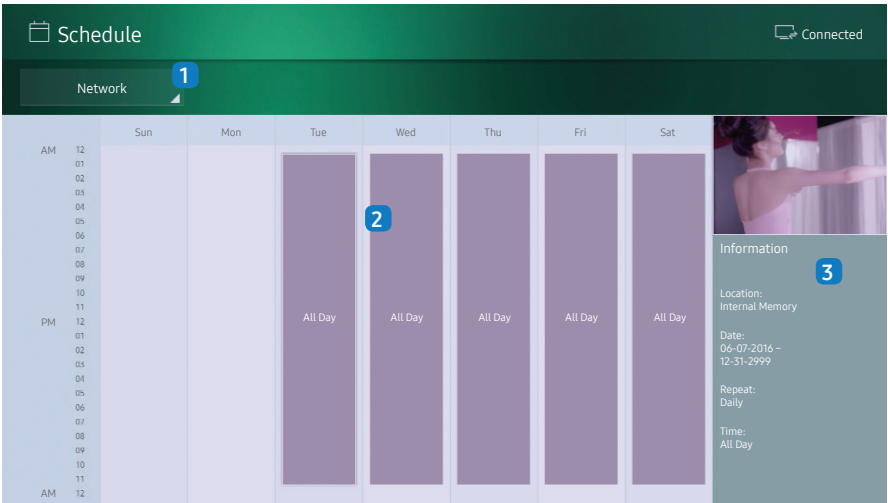 Schedule
Connected
Network
1
Sun Mon Tue Wed Thu Fri Sat
AM 12
01
02
03
04
05
06
07
08
09
10
11
PM 12
01
02
03
04
05
06
07
08
09
10
11
AM 12
2
All Day All Day All Day All Day All Day
Information
3
Location:
Internal Memory
Date:
06-07-2016 –
12-31-2999
Repeat:
Daily
Time:
All Day